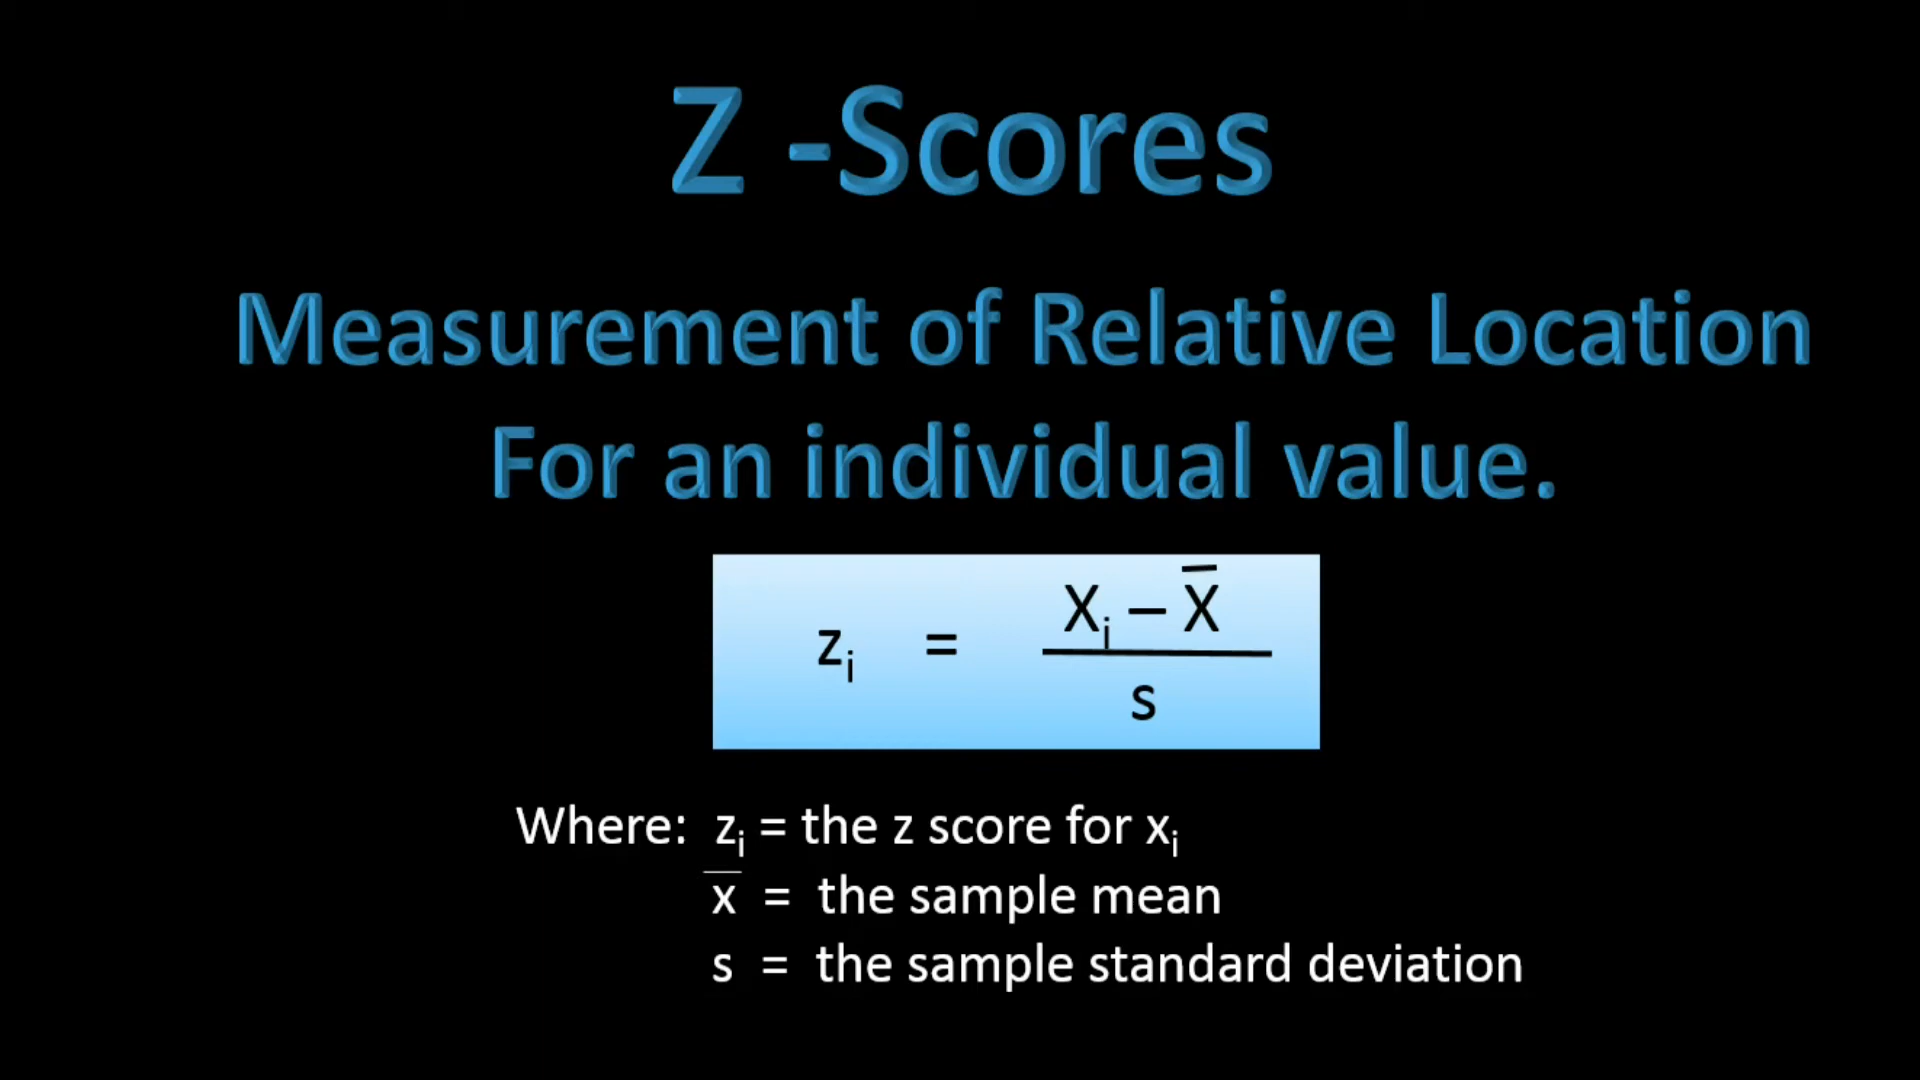 Z -Scores
Measurement of Relative Location
For an individual value.
zᵢ = (Xᵢ – X̅) / s
Where: zᵢ = the z score for xᵢ
x̅ = the sample mean
s = the sample standard deviation